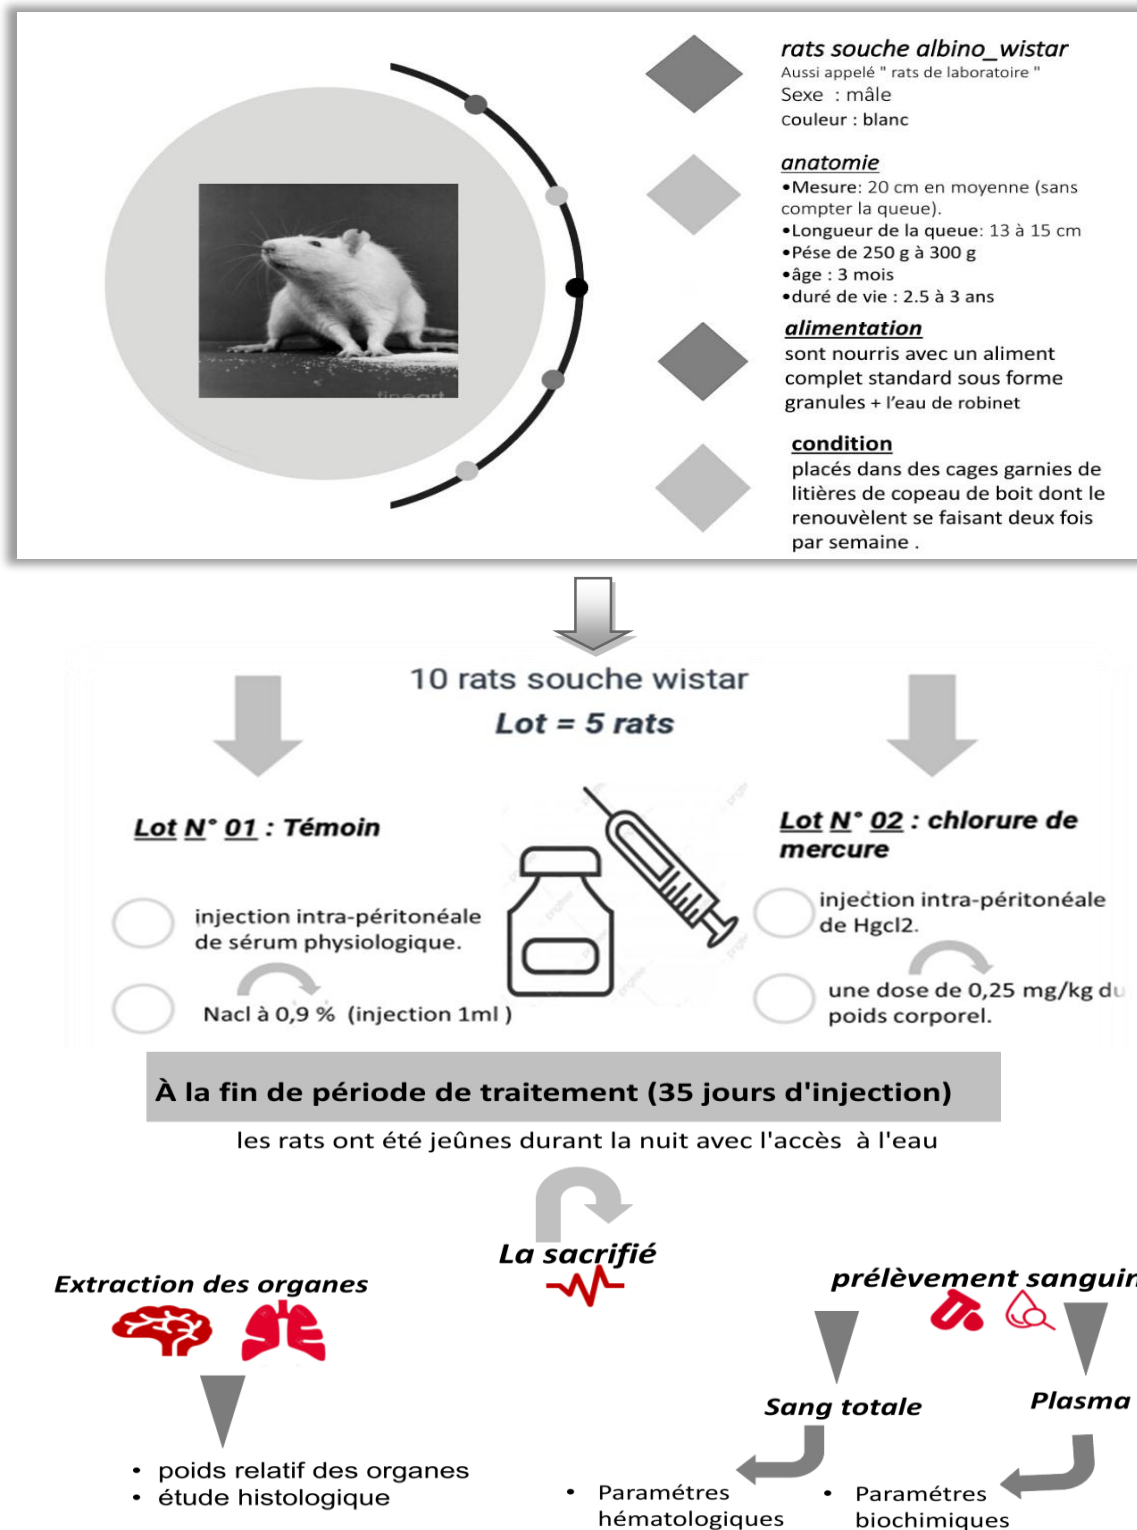 rats souche albino_wistar
Aussi appelé " rats de laboratoire "
Sexe : mâle
couleur : blanc
anatomie
•Mesure: 20 cm en moyenne (sans
compter la queue).
•Longueur de la queue: 13 à 15 cm
•Pése de 250 g à 300 g
•âge : 3 mois
•duré de vie : 2.5 à 3 ans
alimentation
sont nourris avec un aliment
complet standard sous forme
granules + l'eau de robinet
condition
placés dans des cages garnies de
litières de copeau de boit dont le
renouvèlent se faisant deux fois
par semaine .
10 rats souche wistar
Lot = 5 rats
Lot N° 01 : Témoin
injection intra-péritonéale
de sérum physiologique.
Nacl à 0,9 % (injection 1ml )
Lot N° 02 : chlorure de
mercure
injection intra-péritonéale
de Hgcl2.
une dose de 0,25 mg/kg du
poids corporel.
À la fin de période de traitement (35 jours d'injection)
les rats ont été jeûnes durant la nuit avec l'accès à l'eau
La sacrifié
Extraction des organes
• poids relatif des organes
• étude histologique
prélèvement sanguin
Sang totale
Plasma
• Paramétres
hématologiques
• Paramétres
biochimiques